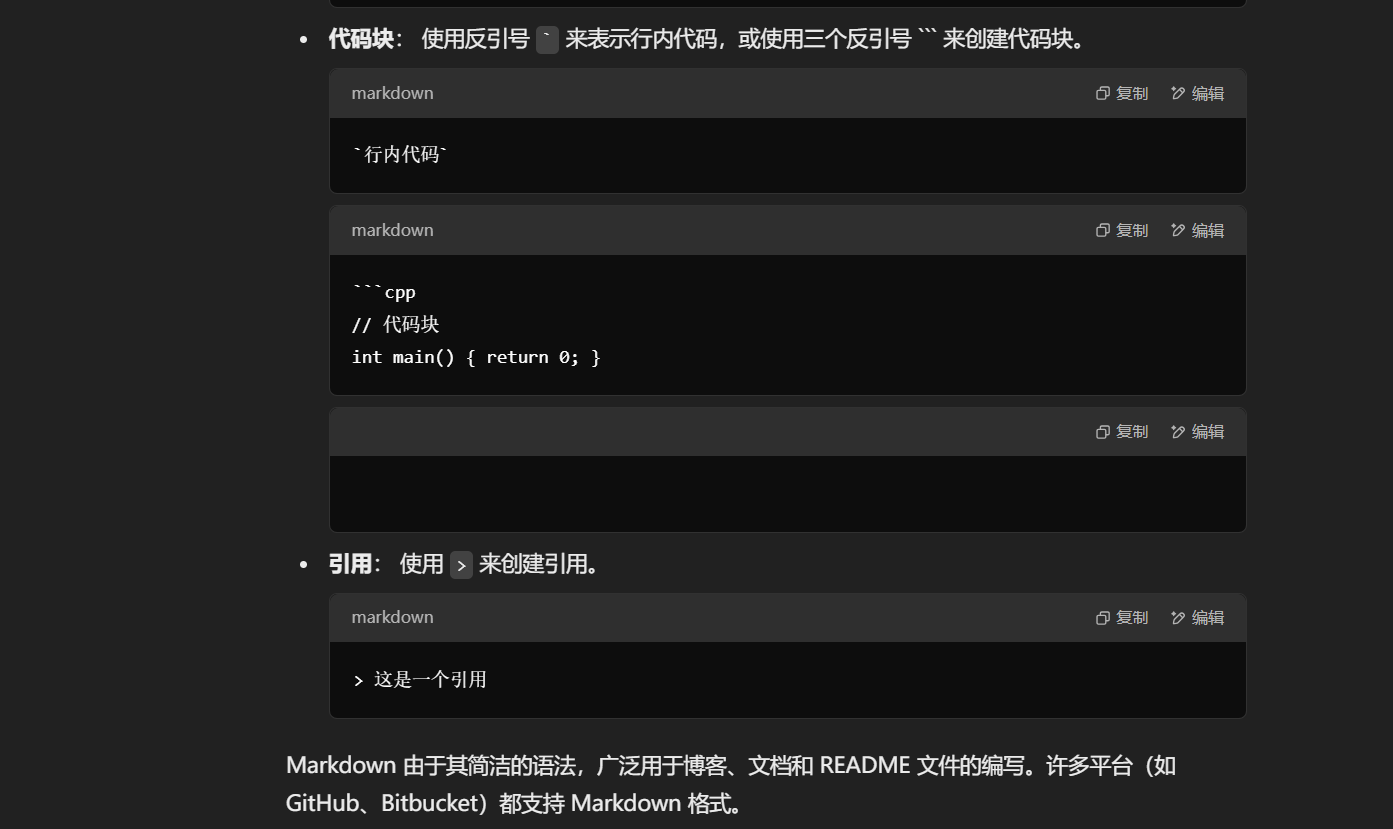 代码块： 使用反引号 ` 来表示行内代码，或使用三个反引号 ``` 来创建代码块。
markdown 复制 编辑
`行内代码`
markdown 复制 编辑
```cpp
// 代码块
int main() { return 0; }
复制 编辑
引用： 使用 > 来创建引用。
markdown 复制 编辑
> 这是一个引用
Markdown 由于其简洁的语法，广泛用于博客、文档和 README 文件的编写。许多平台（如
GitHub、Bitbucket）都支持 Markdown 格式。